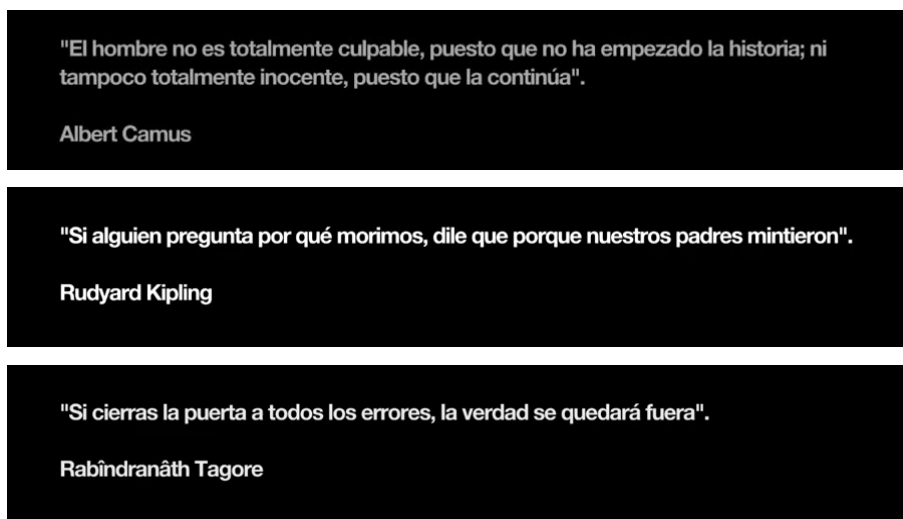 "El hombre no es totalmente culpable, puesto que no ha empezado la historia; ni
tampoco totalmente inocente, puesto que la continúa".
Albert Camus
"Si alguien pregunta por qué morimos, dile que porque nuestros padres mintieron".
Rudyard Kipling
"Si cierras la puerta a todos los errores, la verdad se quedará fuera".
Rabîndranâth Tagore